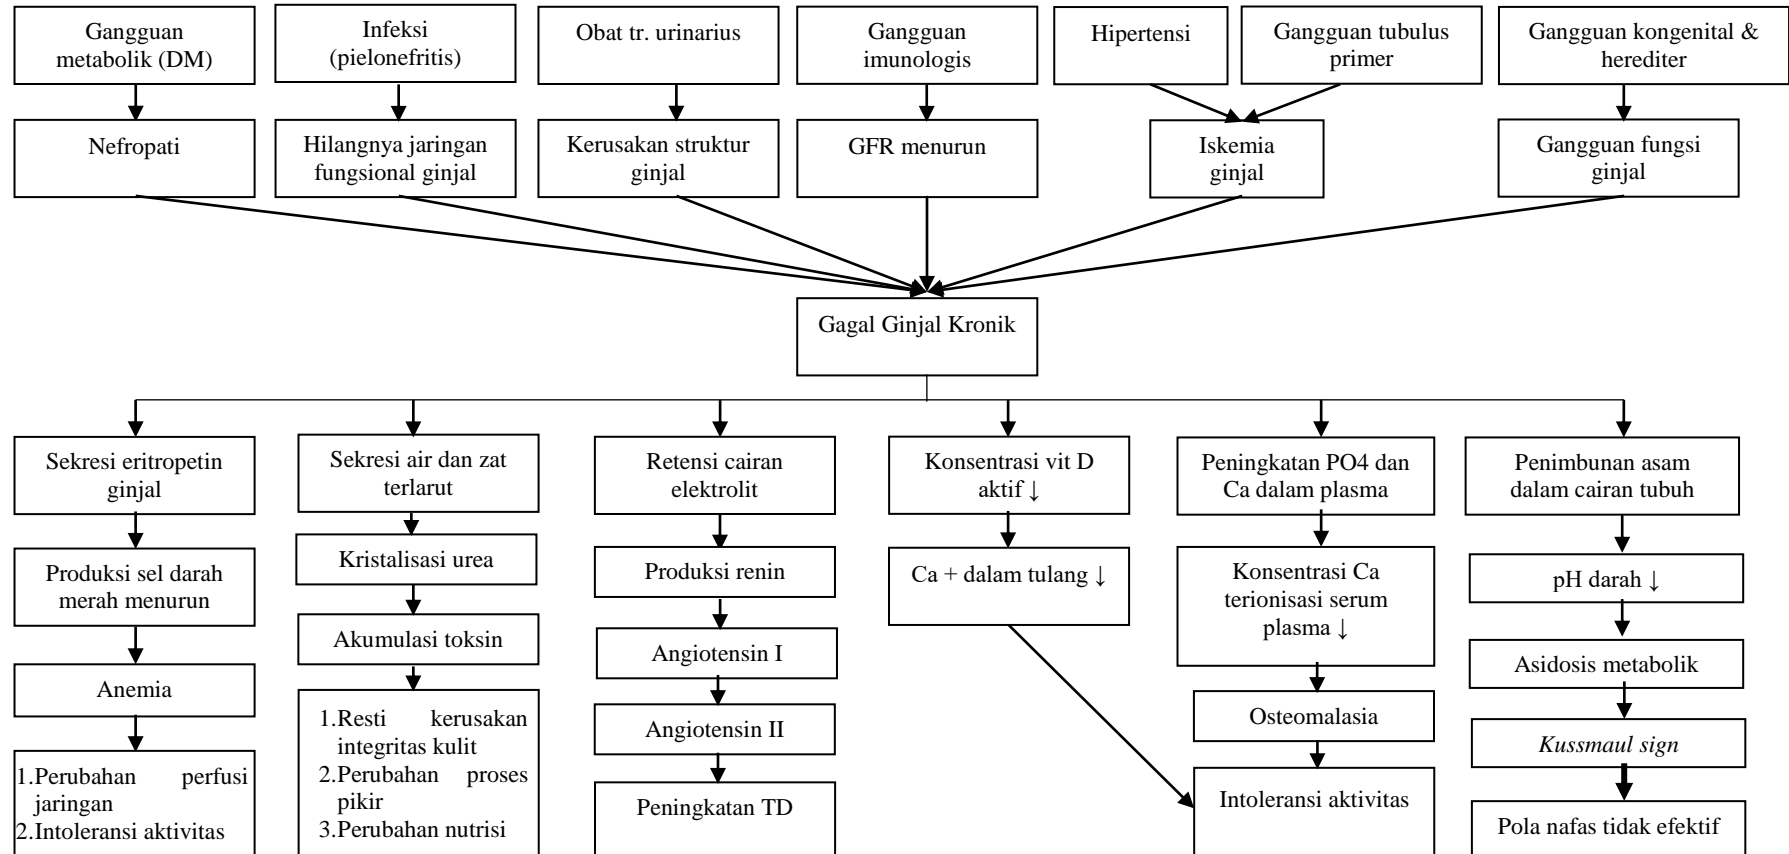 Gangguan
metabolik (DM)
Infeksi
(pielonefritis)
Obat tr. urinarius
Gangguan
imunologis
Hipertensi
Gangguan tubulus
primer
Gangguan kongenital &
herediter
Nefropati
Hilangnya jaringan
fungsional ginjal
Kerusakan struktur
ginjal
GFR menurun
Iskemia
ginjal
Gangguan fungsi
ginjal
Gagal Ginjal Kronik
Sekresi eritropetin
ginjal
Sekresi air dan zat
terlarut
Retensi cairan
elektrolit
Konsentrasi vit D
aktif ↓
Peningkatan PO4 dan
Ca dalam plasma
Penimbunan asam
dalam cairan tubuh
Produksi sel darah
merah menurun
Kristalisasi urea
Produksi renin
Ca + dalam tulang ↓
Konsentrasi Ca
terionisasi serum
plasma ↓
pH darah ↓
Anemia
Akumulasi toksin
Angiotensin I
Osteomalasia
Asidosis metabolik
1.Perubahan perfusi
jaringan
2.Intoleransi aktivitas
1.Resti kerusakan
integritas kulit
2.Perubahan proses
pikir
3.Perubahan nutrisi
Angiotensin II
Peningkatan TD
Intoleransi aktivitas
Kussmaul sign
Pola nafas tidak efektif